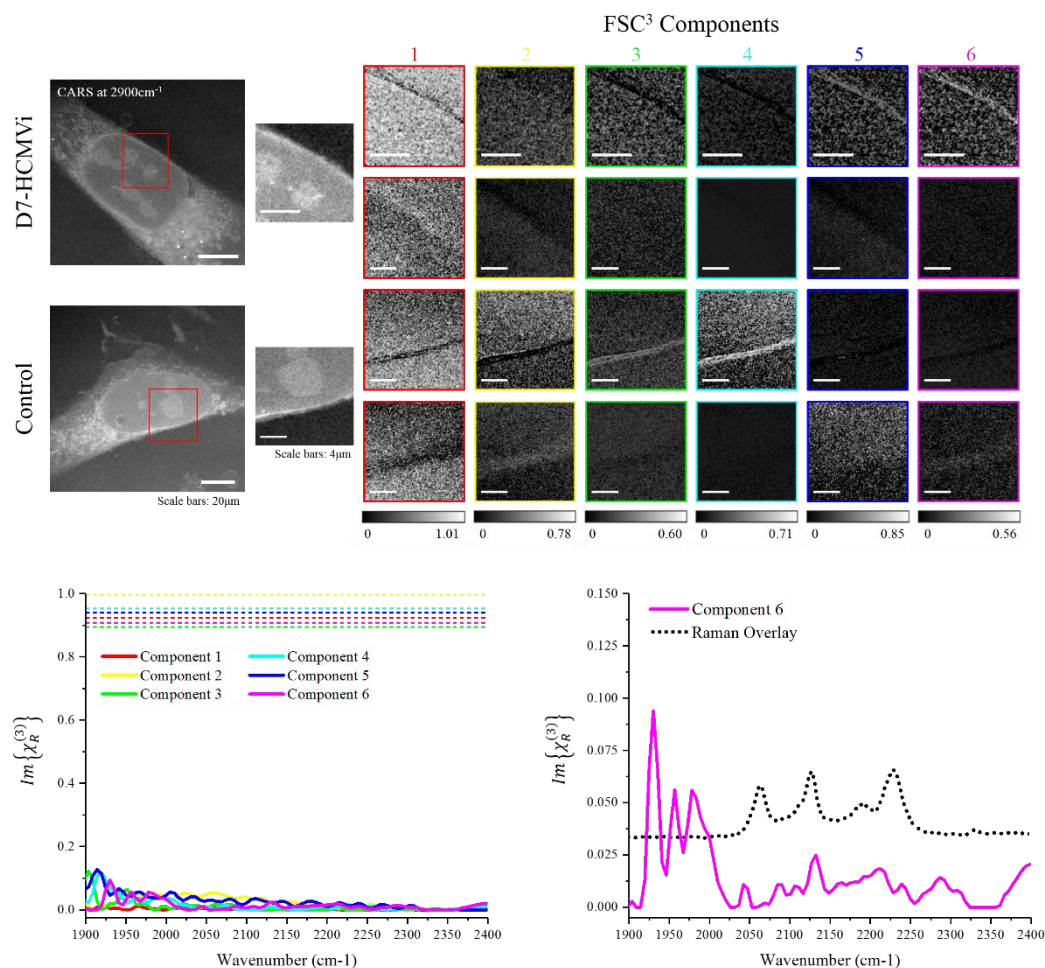 FSC³ Components
1 2 3 4 5 6
D7-HCMVi
CARS at 2900cm⁻¹
Control
Scale bars: 4μm
Scale bars: 20μm
0 1.01 0 0.78 0 0.60 0 0.71 0 0.85 0 0.56
Im{χ_R^(3)}
1.0
0.8
0.6
0.4
0.2
0.0
Component 1 Component 4
Component 2 Component 5
Component 3 Component 6
1900 1950 2000 2050 2100 2150 2200 2250 2300 2350 2400
Wavenumber (cm-1)
Im{χ_R^(3)}
0.150
0.125
0.100
0.075
0.050
0.025
0.000
Component 6
Raman Overlay
1900 1950 2000 2050 2100 2150 2200 2250 2300 2350 2400
Wavenumber (cm-1)